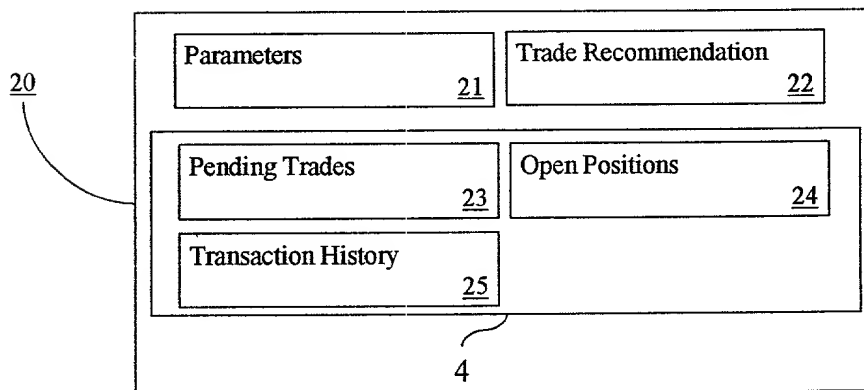 20
Parameters
21
Trade Recommendation
22
Pending Trades
23
Open Positions
24
Transaction History
25
4